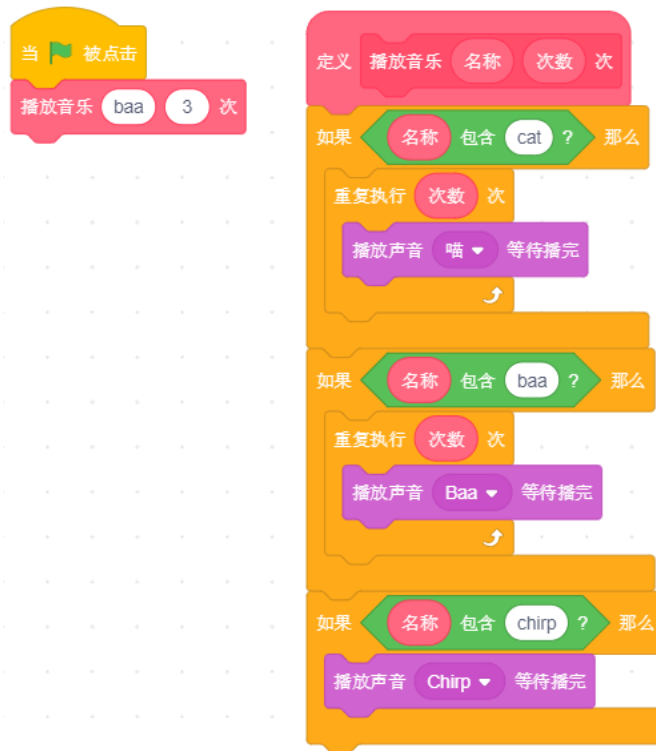 当 被点击
播放音乐 baa 3 次
定义 播放音乐 名称 次数 次
如果 名称 包含 cat ? 那么
重复执行 次数 次
播放声音 喵 等待播完
如果 名称 包含 baa ? 那么
重复执行 次数 次
播放声音 Baa 等待播完
如果 名称 包含 chirp ? 那么
播放声音 Chirp 等待播完